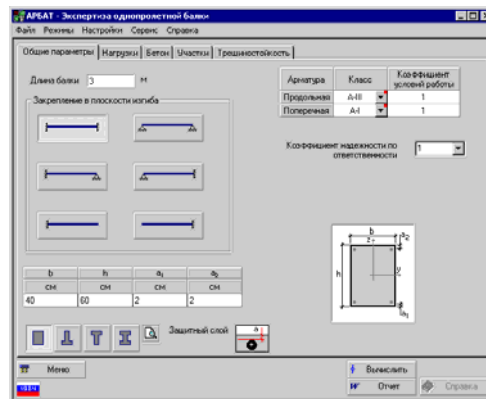 АРБАТ - Экспертиза однопролетной балки
Файл Режимы Настройки Сервис Справка
Общие параметры Нагрузки Бетон Участки Трещиностойкость
Длина балки 3 м
Закрепление в плоскости изгиба
Арматура Класс Коэффициент условий работы
Продольная A-III 1
Поперечная A-I 1
Коэффициент надежности по ответственности 1
b h a1 a2
см см см см
40 60 2 2
Защитный слой a
b
a2
z
y
h
a1
Меню Вычислить
Отчет Справка